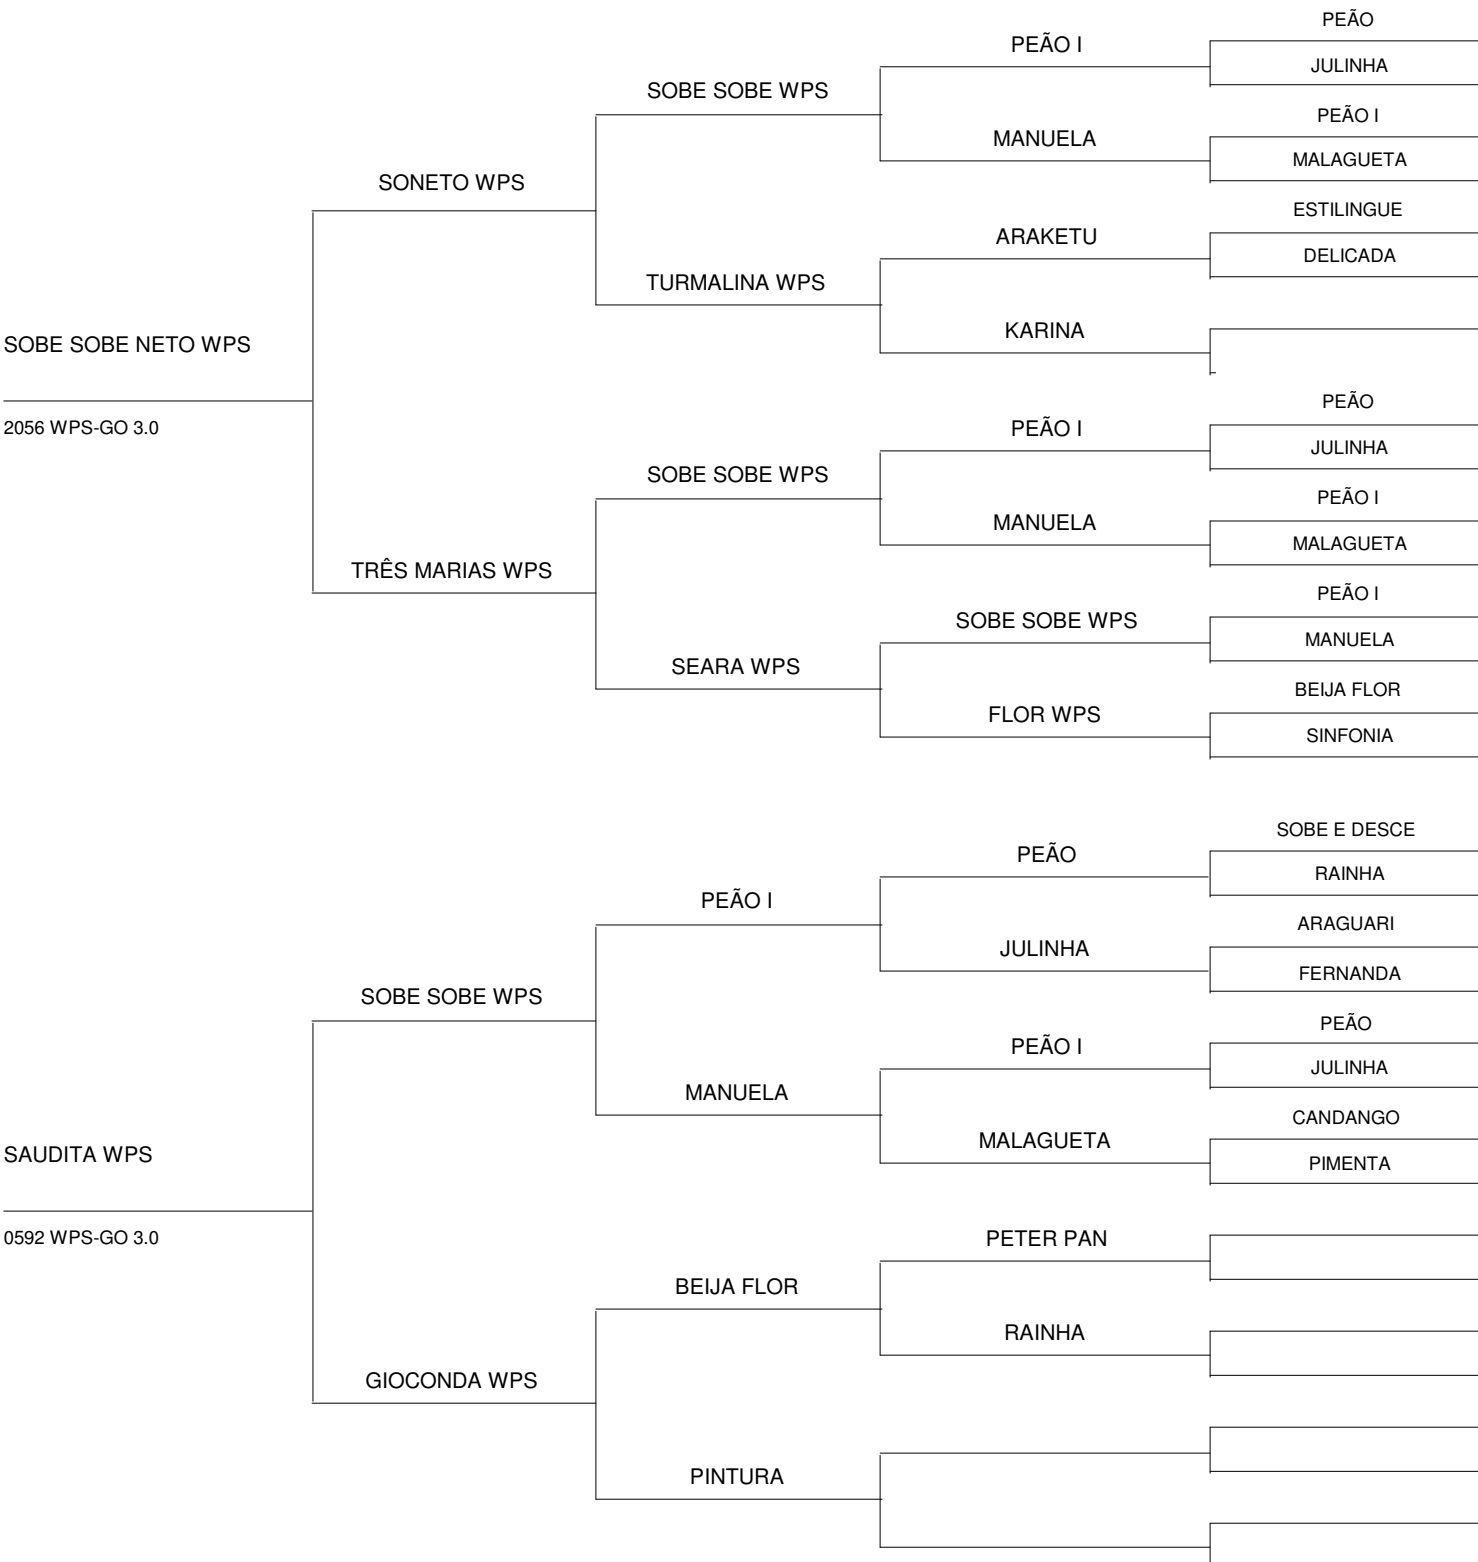 PEÃO
PEÃO I
JULINHA
SOBE SOBE WPS
PEÃO I
MANUELA
MALAGUETA
SONETO WPS
ESTILINGUE
ARAKETU
DELICADA
TURMALINA WPS
KARINA
SOBE SOBE NETO WPS
PEÃO
2056 WPS-GO 3.0
PEÃO I
JULINHA
SOBE SOBE WPS
PEÃO I
MANUELA
MALAGUETA
TRÊS MARIAS WPS
PEÃO I
SOBE SOBE WPS
MANUELA
SEARA WPS
BEIJA FLOR
FLOR WPS
SINFONIA
SOBE E DESCE
PEÃO
RAINHA
PEÃO I
ARAGUARI
JULINHA
FERNANDA
SOBE SOBE WPS
PEÃO
PEÃO I
JULINHA
MANUELA
CANDANGO
MALAGUETA
PIMENTA
SAUDITA WPS
0592 WPS-GO 3.0
PETER PAN
BEIJA FLOR
RAINHA
GIOCONDA WPS
PINTURA